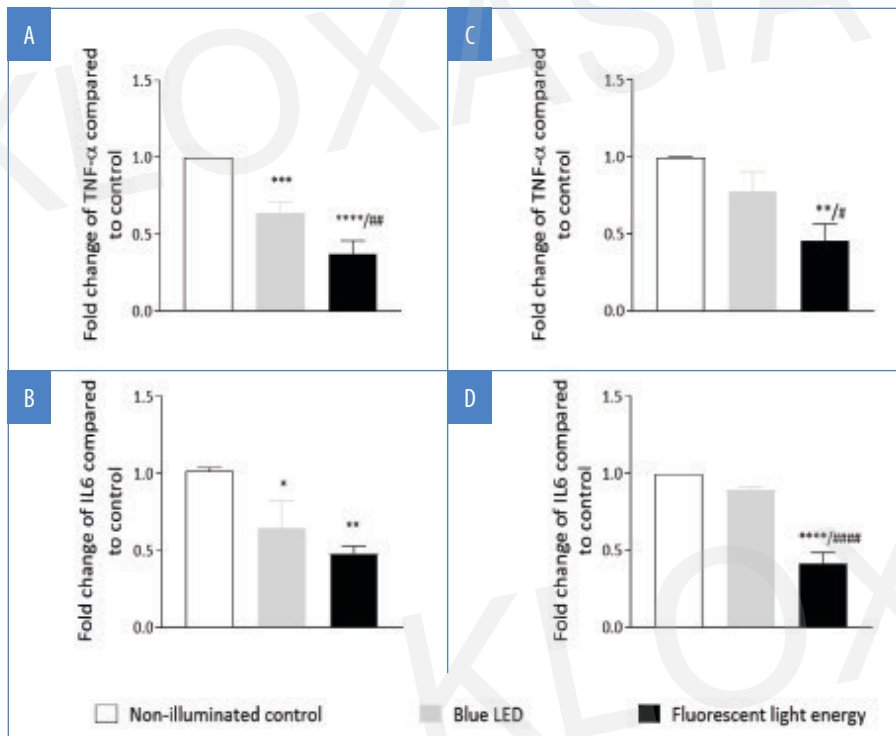 A
Fold change of TNF-α compared
to control
1.5
1.0
0.5
0.0
***
****/##
C
Fold change of TNF-α compared
to control
1.5
1.0
0.5
0.0
**/#
B
Fold change of IL6 compared
to control
1.5
1.0
0.5
0.0
*
**
D
Fold change of IL6 compared
to control
1.5
1.0
0.5
0.0
****/####
Non-illuminated control
Blue LED
Fluorescent light energy
KLOXASIA
KLOX